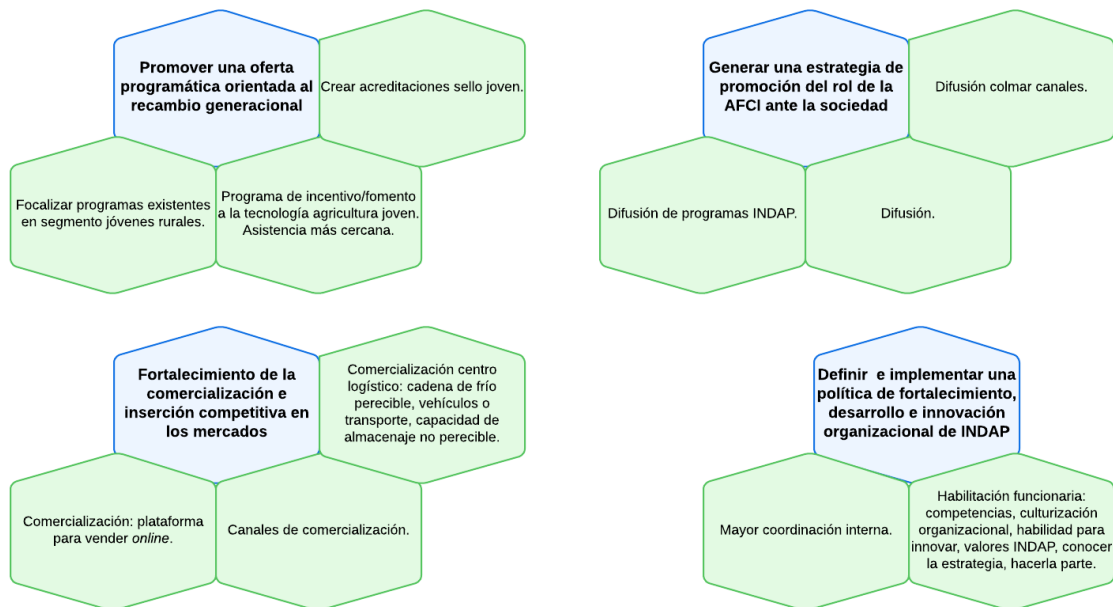 Promover una oferta
programática orientada al
recambio generacional
Crear acreditaciones sello joven.
Focalizar programas existentes
en segmento jóvenes rurales.
Programa de incentivo/fomento
a la tecnología agricultura joven.
Asistencia más cercana.
Generar una estrategia de
promoción del rol de la
AFCI ante la sociedad
Difusión colmar canales.
Difusión de programas INDAP.
Difusión.
Fortalecimiento de la
comercialización e
inserción competitiva en
los mercados
Comercialización centro
logístico: cadena de frío
perecible, vehículos o
transporte, capacidad de
almacenaje no perecible.
Comercialización: plataforma
para vender online.
Canales de comercialización.
Definir e implementar una
política de fortalecimiento,
desarrollo e innovación
organizacional de INDAP
Mayor coordinación interna.
Habilitación funcionaria:
competencias, culturización
organizacional, habilidad para
innovar, valores INDAP, conocer
la estrategia, hacerla parte.